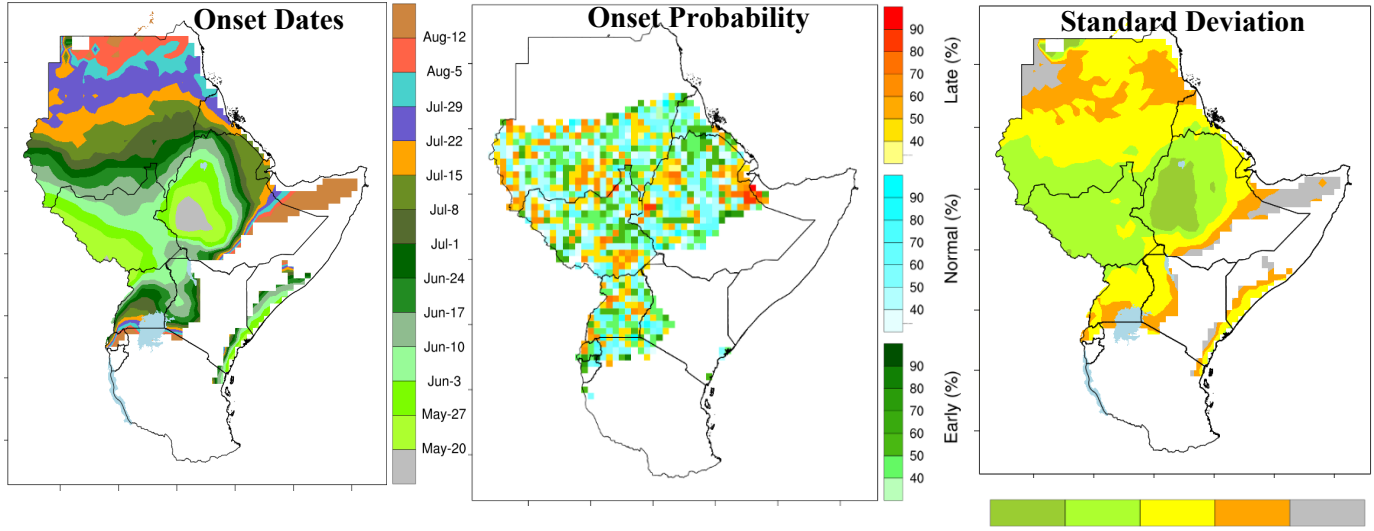 Onset Dates
Aug-12
Aug-5
Jul-29
Jul-22
Jul-15
Jul-8
Jul-1
Jun-24
Jun-17
Jun-10
Jun-3
May-27
May-20
Onset Probability
90
80
70
60
50
40
Late (%)
90
80
70
60
50
40
Normal (%)
90
80
70
60
50
40
Early (%)
Standard Deviation